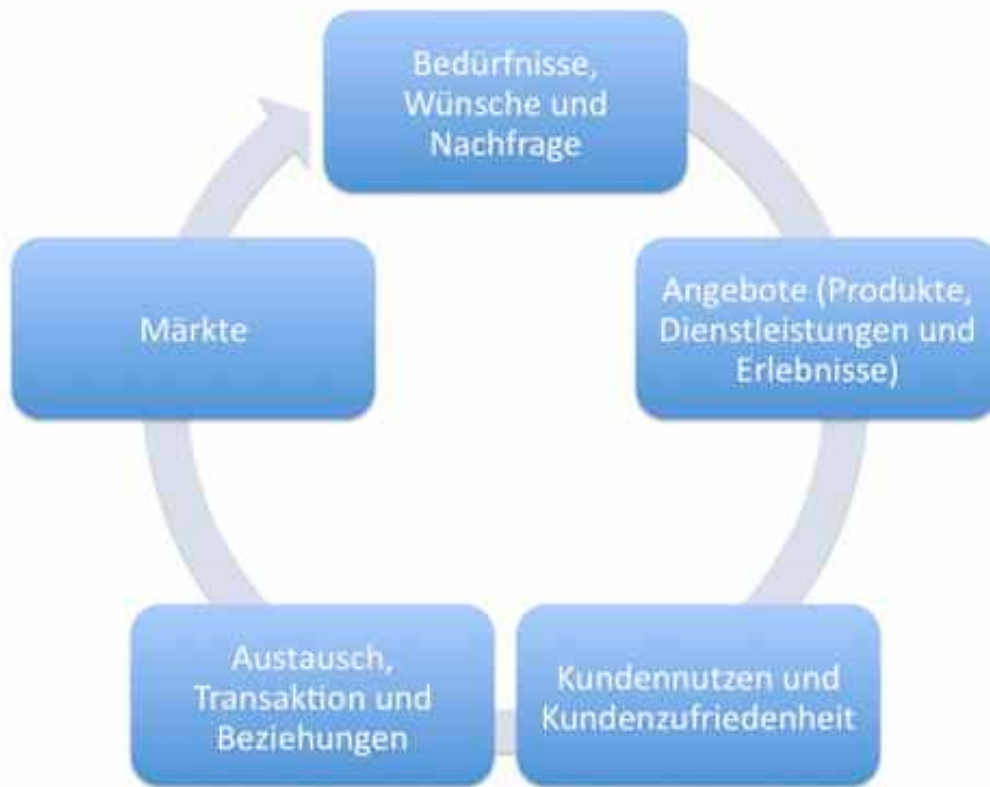 Bedürfnisse,
Wünsche und
Nachfrage
Angebote (Produkte,
Dienstleistungen und
Erlebnisse)
Kundennutzen und
Kundenzufriedenheit
Austausch,
Transaktion und
Beziehungen
Märkte